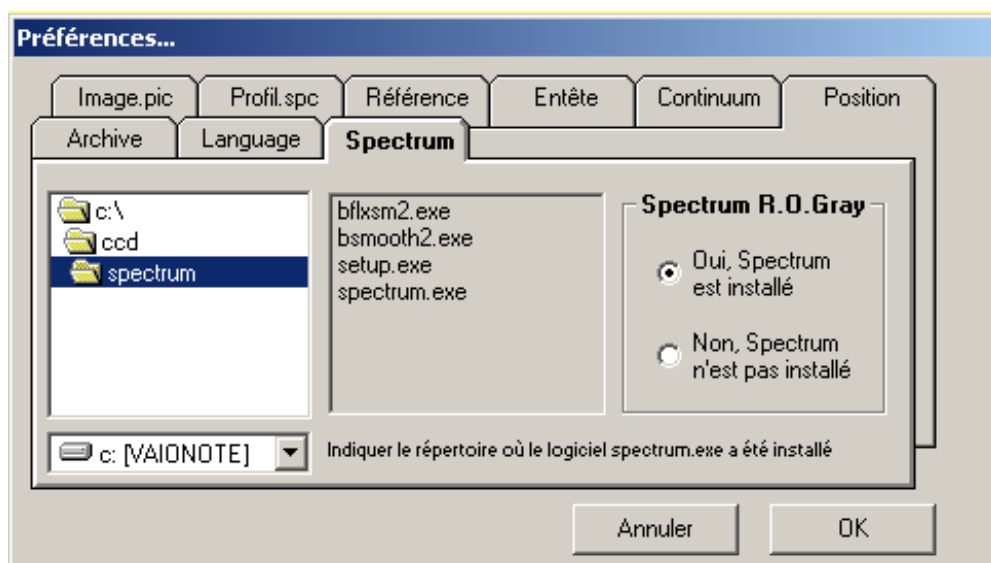 Préférences...
Image.pic
Profil.spc
Référence
Entête
Continuum
Position
Archive
Language
Spectrum
c:\
ccd
spectrum
bflxsm2.exe
bsmooth2.exe
setup.exe
spectrum.exe
Spectrum R.O.Gray
Oui, Spectrum
est installé
Non, Spectrum
n'est pas installé
c: [VAIONOTE]
Indiquer le répertoire où le logiciel spectrum.exe a été installé
Annuler
OK